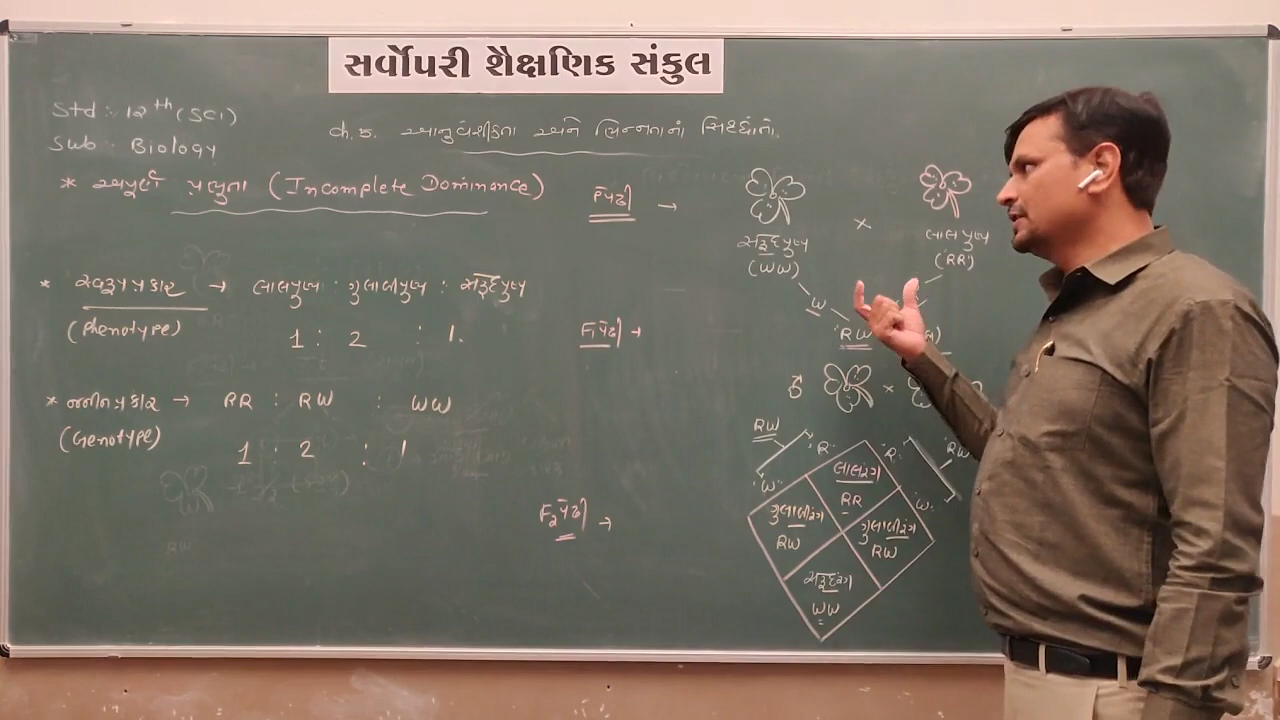 સર્વોપરી શૈક્ષણિક સંકુલ
Std : 12th (SCI)
Sub : Biology
ch. 5. આનુવંશીકતા અને ભિન્નતાનાં સિદ્ધાંતો.
* અપૂર્ણ પ્રભુતા (Incomplete Dominance)
P પેઢી →
સફેદપુષ્પ × લાલપુષ્પ
(WW) (RR)
W
* સ્વરૂપપ્રકાર → લાલપુષ્પ : ગુલાબીપુષ્પ : સફેદપુષ્પ
(Phenotype) 1 : 2 : 1.
F1 પેઢી →
RW
♂ ×
* જનીનપ્રકાર → RR : RW : WW
(Genotype) 1 : 2 : 1
RW R R RW
W W
લાલરંગ
RR
ગુલાબીરંગ ગુલાબીરંગ
RW RW
F2 પેઢી →
સફેદરંગ
WW